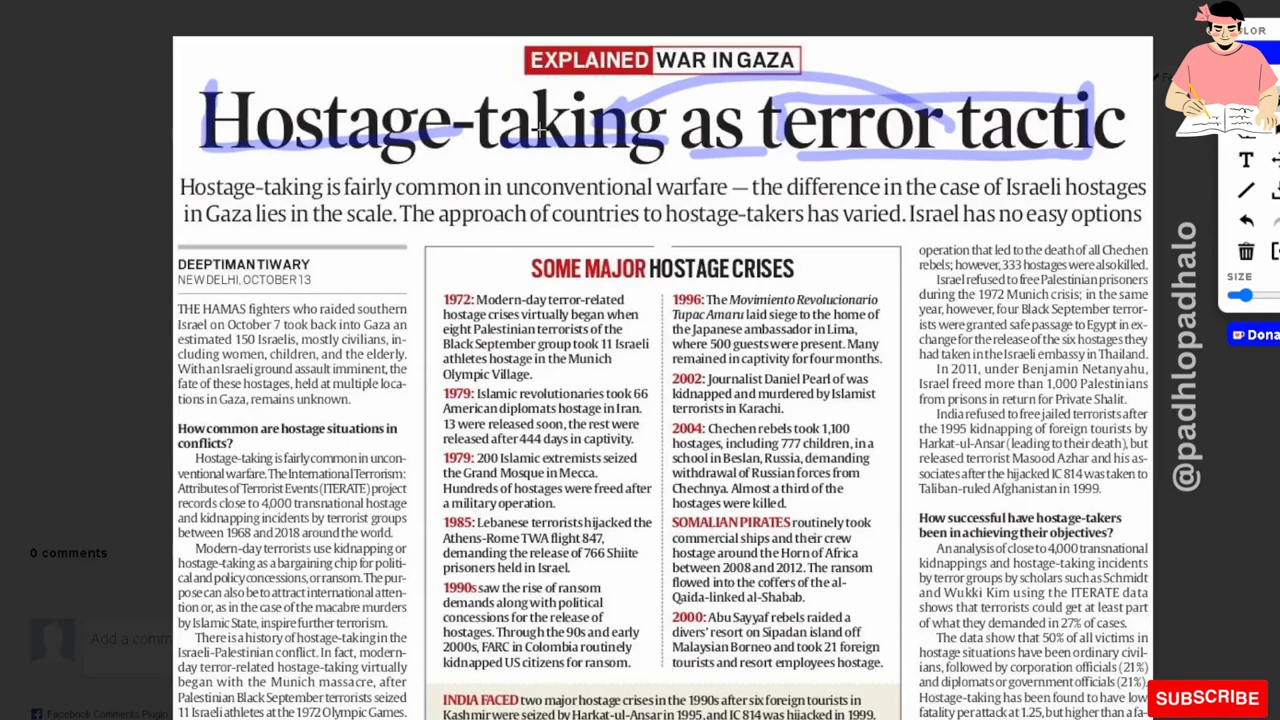 EXPLAINED WAR IN GAZA
Hostage-taking as terror tactic
Hostage-taking is fairly common in unconventional warfare — the difference in the case of Israeli hostages
in Gaza lies in the scale. The approach of countries to hostage-takers has varied. Israel has no easy options
DEEPTIMAN TIWARY
NEW DELHI, OCTOBER 13
THE HAMAS fighters who raided southern
Israel on October 7 took back into Gaza an
estimated 150 Israelis, mostly civilians, in-
cluding women, children, and the elderly.
With an Israeli ground assault imminent, the
fate of these hostages, held at multiple loca-
tions in Gaza, remains unknown.
How common are hostage situations in
conflicts?
Hostage-taking is fairly common in uncon-
ventional warfare. The International Terrorism:
Attributes of Terrorist Events (ITERATE) project
records close to 4,000 transnational hostage
and kidnapping incidents by terrorist groups
between 1968 and 2018 around the world.
Modern-day terrorists use kidnapping or
hostage-taking as a bargaining chip for politi-
cal and policy concessions, or ransom. The pur-
pose can also be to attract international atten-
tion or, as in the case of the macabre murders
by Islamic State, inspire further terrorism.
There is a history of hostage-taking in the
Israeli-Palestinian conflict. In fact, modern-
day terror-related hostage-taking virtually
began with the Munich massacre, after
Palestinian Black September terrorists seized
11 Israeli athletes at the 1972 Olympic Games.
SOME MAJOR HOSTAGE CRISES
1972: Modern-day terror-related
hostage crises virtually began when
eight Palestinian terrorists of the
Black September group took 11 Israeli
athletes hostage in the Munich
Olympic Village.
1979: Islamic revolutionaries took 66
American diplomats hostage in Iran.
13 were released soon, the rest were
released after 444 days in captivity.
1979: 200 Islamic extremists seized
the Grand Mosque in Mecca.
Hundreds of hostages were freed after
a military operation.
1985: Lebanese terrorists hijacked the
Athens-Rome TWA flight 847,
demanding the release of 766 Shiite
prisoners held in Israel.
1990s saw the rise of ransom
demands along with political
concessions for the release of
hostages. Through the 90s and early
2000s, FARC in Colombia routinely
kidnapped US citizens for ransom.
1996: The Movimiento Revolucionario
Tupac Amaru laid siege to the home of
the Japanese ambassador in Lima,
where 500 guests were present. Many
remained in captivity for four months.
2002: Journalist Daniel Pearl of was
kidnapped and murdered by Islamist
terrorists in Karachi.
2004: Chechen rebels took 1,100
hostages, including 777 children, in a
school in Beslan, Russia, demanding
withdrawal of Russian forces from
Chechnya. Almost a third of the
hostages were killed.
SOMALIAN PIRATES routinely took
commercial ships and their crew
hostage around the Horn of Africa
between 2008 and 2012. The ransom
flowed into the coffers of the al-
Qaida-linked al-Shabab.
2000: Abu Sayyaf rebels raided a
divers' resort on Sipadan island off
Malaysian Borneo and took 21 foreign
tourists and resort employees hostage.
INDIA FACED two major hostage crises in the 1990s after six foreign tourists in
Kashmir were seized by Harkat-ul-Ansar in 1995, and IC 814 was hijacked in 1999.
operation that led to the death of all Chechen
rebels; however, 333 hostages were also killed.
Israel refused to free Palestinian prisoners
during the 1972 Munich crisis; in the same
year, however, four Black September terror-
ists were granted safe passage to Egypt in ex-
change for the release of the six hostages they
had taken in the Israeli embassy in Thailand.
In 2011, under Benjamin Netanyahu,
Israel freed more than 1,000 Palestinians
from prisons in return for Private Shalit.
India refused to free jailed terrorists after
the 1995 kidnapping of foreign tourists by
Harkat-ul-Ansar (leading to their death), but
released terrorist Masood Azhar and his as-
sociates after the hijacked IC 814 was taken to
Taliban-ruled Afghanistan in 1999.
How successful have hostage-takers
been in achieving their objectives?
An analysis of close to 4,000 transnational
kidnappings and hostage-taking incidents
by terror groups by scholars such as Schmidt
and Wukki Kim using the ITERATE data
shows that terrorists could get at least part
of what they demanded in 27% of cases.
The data show that 50% of all victims in
hostage situations have been ordinary civil-
ians, followed by corporation officials (21%)
and diplomats or government officials (21%).
Hostage-taking has been found to have low
fatality per attack at 1.25, but higher than a fa-
@padhlopadhalo
LOR
T
SIZE
Dona
SUBSCRIBE
0 comments
Add a comm
Facebook Comments Plugin